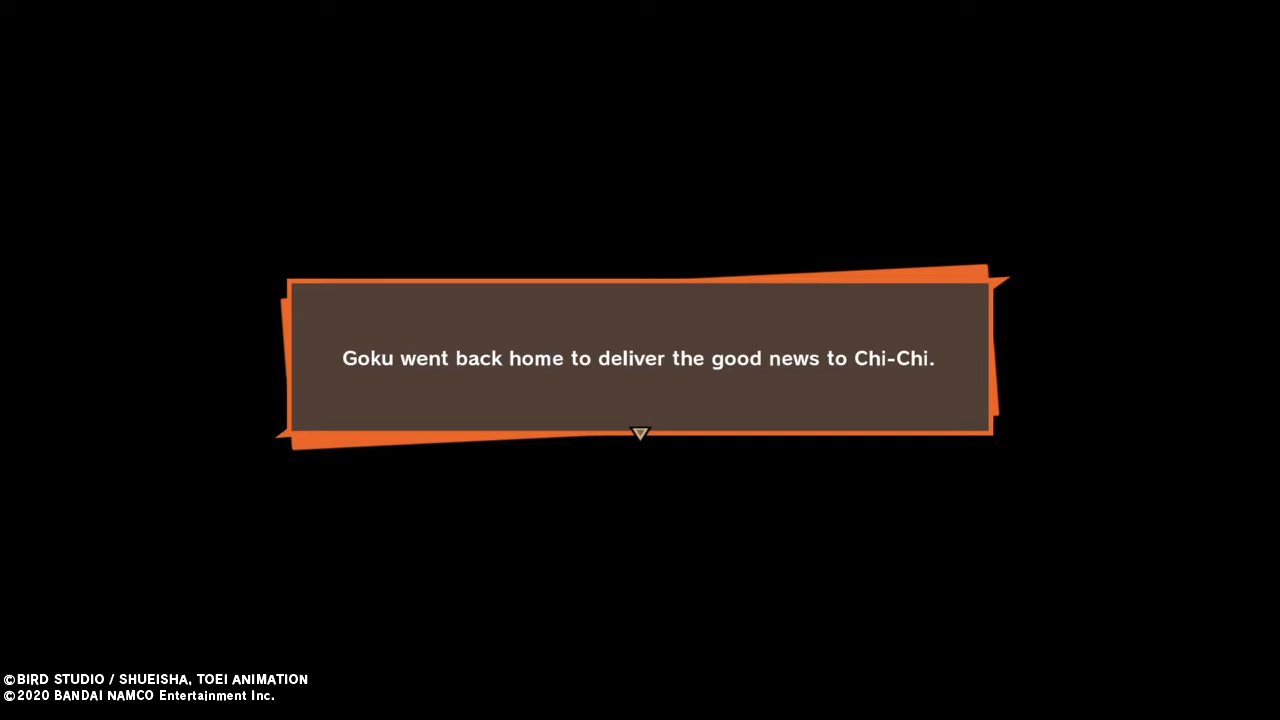 Goku went back home to deliver the good news to Chi-Chi.
©BIRD STUDIO / SHUEISHA, TOEI ANIMATION
©2020 BANDAI NAMCO Entertainment Inc.